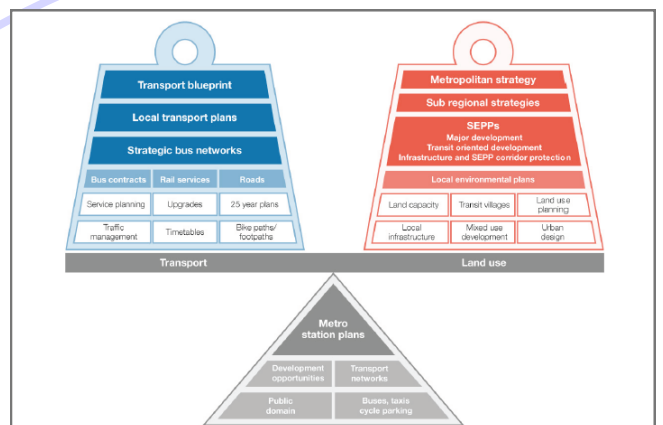 Transport blueprint
Local transport plans
Strategic bus networks
Bus contracts
Rail services
Roads
Service planning
Upgrades
25 year plans
Traffic
management
Timetables
Bike paths/
footpaths
Transport
Metropolitan strategy
Sub regional strategies
SEPPs
Major development
Transit oriented development
Infrastructure and SEPP corridor protection
Local environmental plans
Land capacity
Transit villages
Land use
planning
Local
infrastructure
Mixed use
development
Urban
design
Land use
Metro
station plans
Development
opportunities
Transport
networks
Public
domain
Buses, taxis
cycle parking